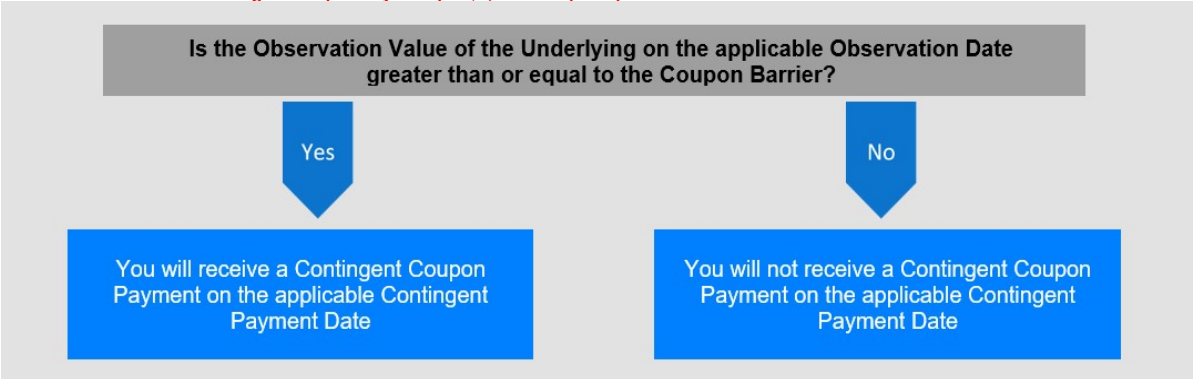 Is the Observation Value of the Underlying on the applicable Observation Date
greater than or equal to the Coupon Barrier?
Yes
No
You will receive a Contingent Coupon
Payment on the applicable Contingent
Payment Date
You will not receive a Contingent Coupon
Payment on the applicable Contingent
Payment Date